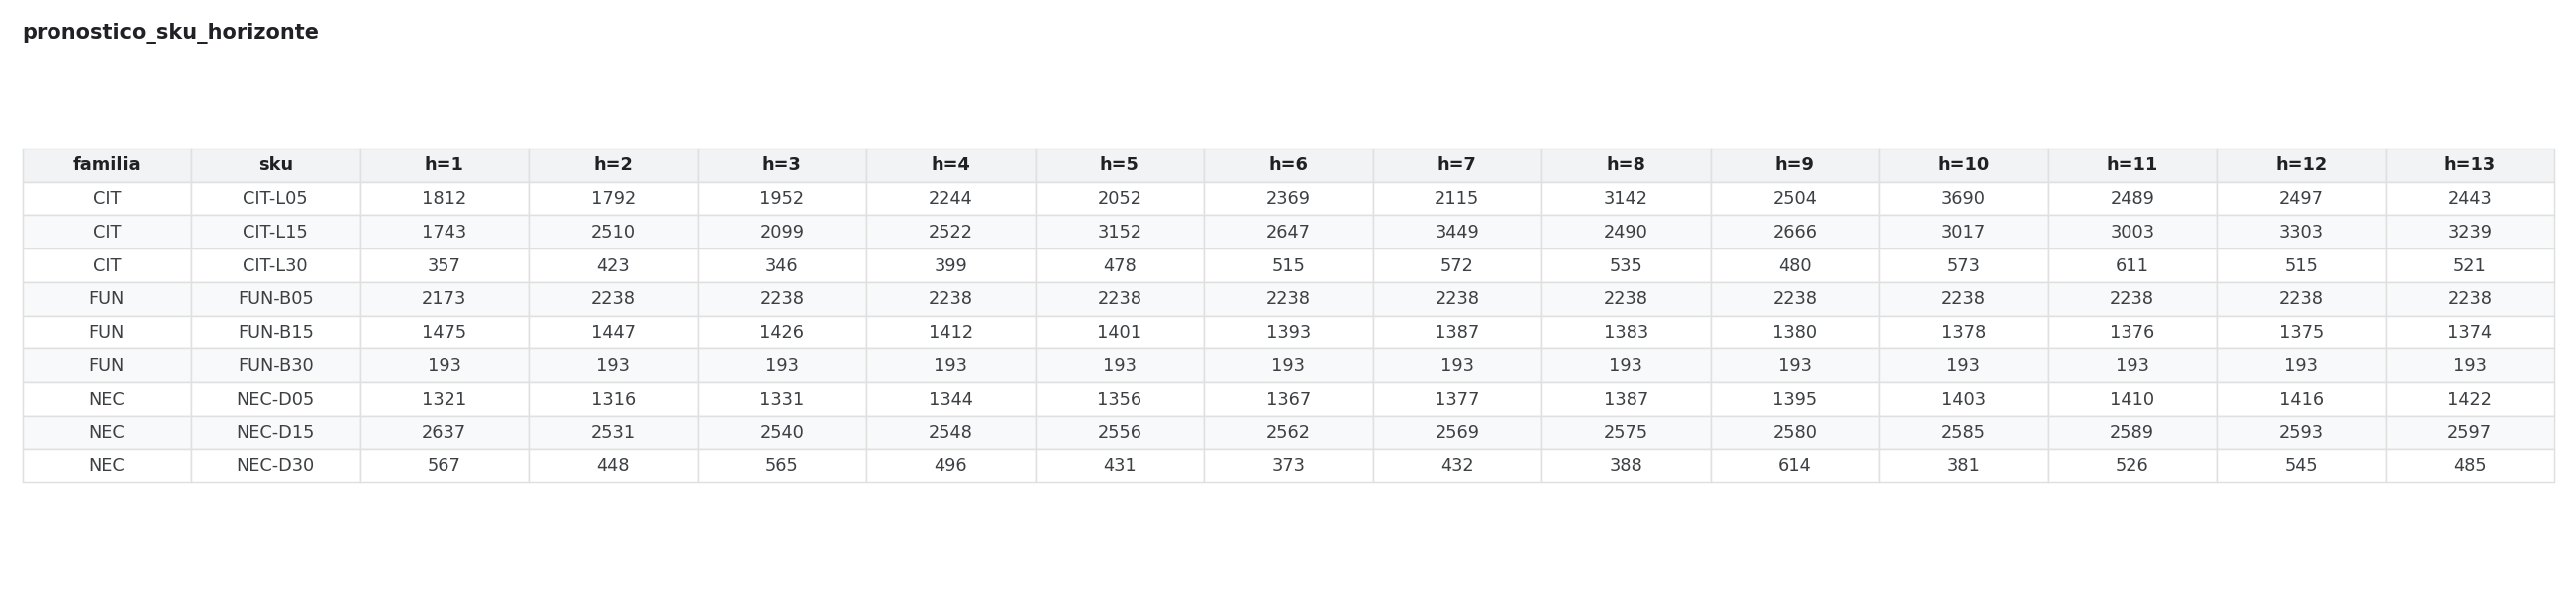 pronostico_sku_horizonte
familia sku h=1 h=2 h=3 h=4 h=5 h=6 h=7 h=8 h=9 h=10 h=11 h=12 h=13
CIT CIT-L05 1812 1792 1952 2244 2052 2369 2115 3142 2504 3690 2489 2497 2443
CIT CIT-L15 1743 2510 2099 2522 3152 2647 3449 2490 2666 3017 3003 3303 3239
CIT CIT-L30 357 423 346 399 478 515 572 535 480 573 611 515 521
FUN FUN-B05 2173 2238 2238 2238 2238 2238 2238 2238 2238 2238 2238 2238 2238
FUN FUN-B15 1475 1447 1426 1412 1401 1393 1387 1383 1380 1378 1376 1375 1374
FUN FUN-B30 193 193 193 193 193 193 193 193 193 193 193 193 193
NEC NEC-D05 1321 1316 1331 1344 1356 1367 1377 1387 1395 1403 1410 1416 1422
NEC NEC-D15 2637 2531 2540 2548 2556 2562 2569 2575 2580 2585 2589 2593 2597
NEC NEC-D30 567 448 565 496 431 373 432 388 614 381 526 545 485